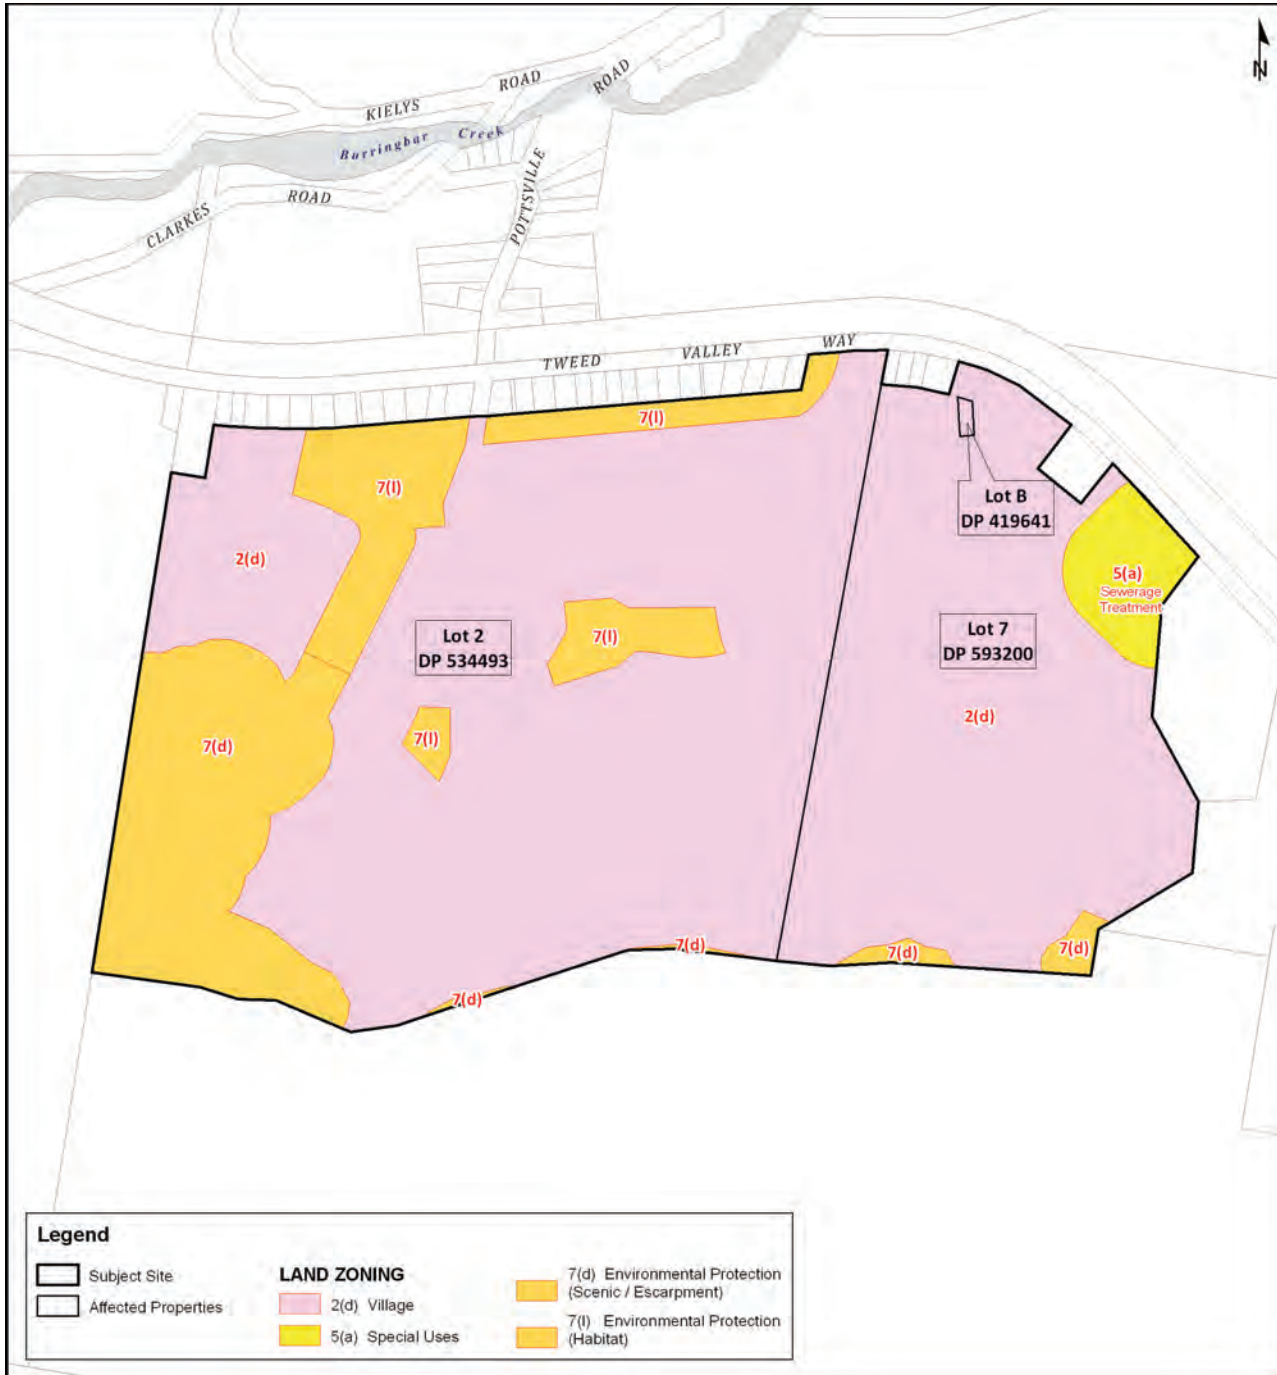 N
KIELYS
ROAD
ROAD
Burringbar Creek
POTTSVILLE
CLARKES
ROAD
TWEED VALLEY WAY
7(l)
7(l)
2(d)
Lot B
DP 419641
5(a)
Sewerage
Treatment
Lot 2
DP 534493
7(l)
Lot 7
DP 593200
2(d)
7(d)
7(l)
7(d)
7(d)
7(d)
7(d)
Legend
Subject Site
Affected Properties
LAND ZONING
2(d) Village
5(a) Special Uses
7(d) Environmental Protection
(Scenic / Escarpment)
7(l) Environmental Protection
(Habitat)